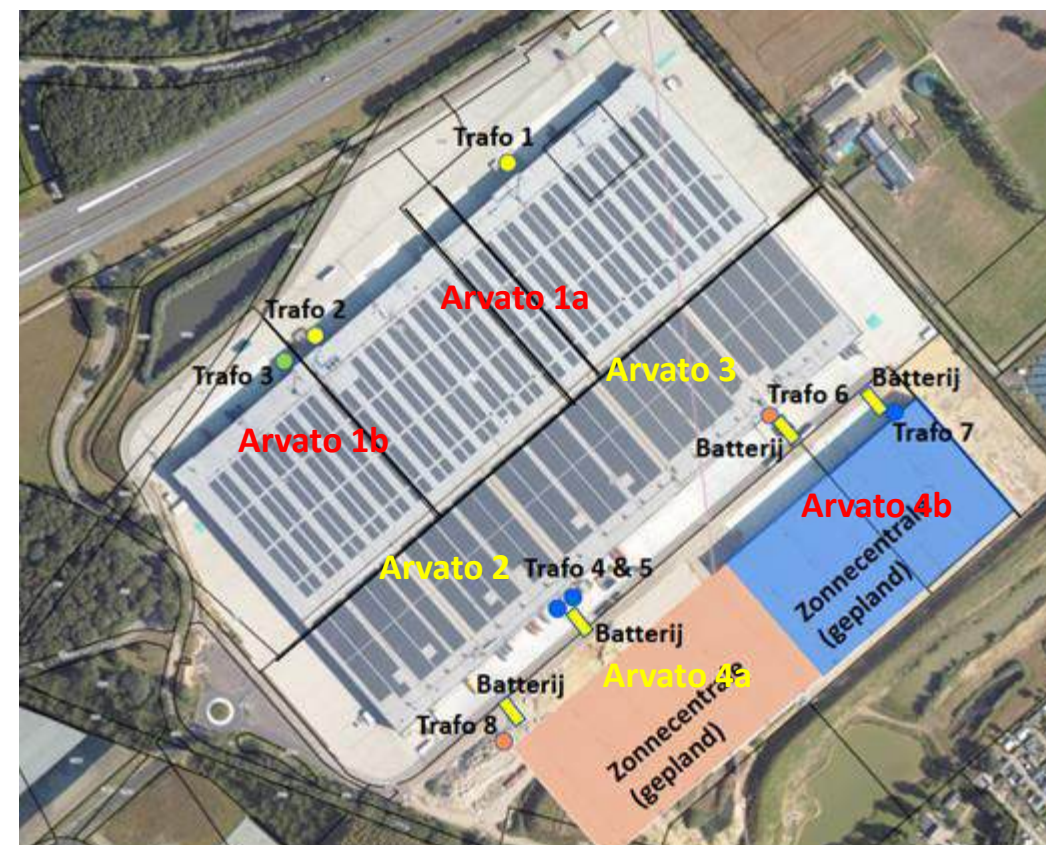 Trafo 1
Arvato 1a
Trafo 2
Trafo 3
Arvato 3
Batterij
Trafo 6
Trafo 7
Arvato 1b
Batterij
Arvato 4b
Zonnecentrale
(gepland)
Arvato 2
Trafo 4 & 5
Batterij
Arvato 4a
Batterij
Trafo 8
Zonnecentrale
(gepland)